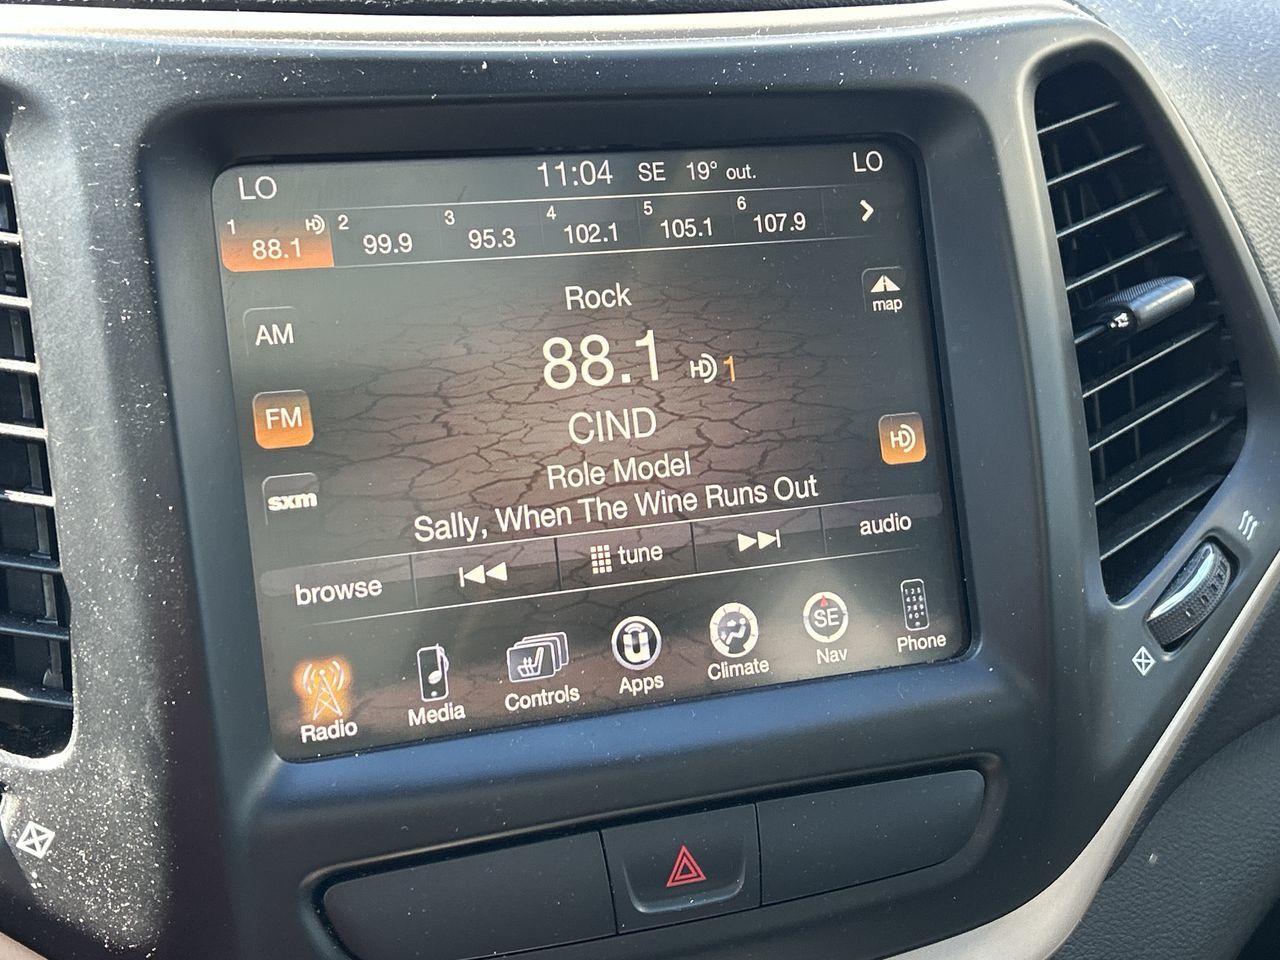 LO 11:04 SE 19° out. LO
1 88.1 HD 2 99.9 3 95.3 4 102.1 5 105.1 6 107.9
Rock
map
AM
88.1 HD 1
FM
CIND
HD
Role Model
sxm
Sally, When The Wine Runs Out
browse tune audio
Radio Media Controls Apps Climate SE Nav Phone